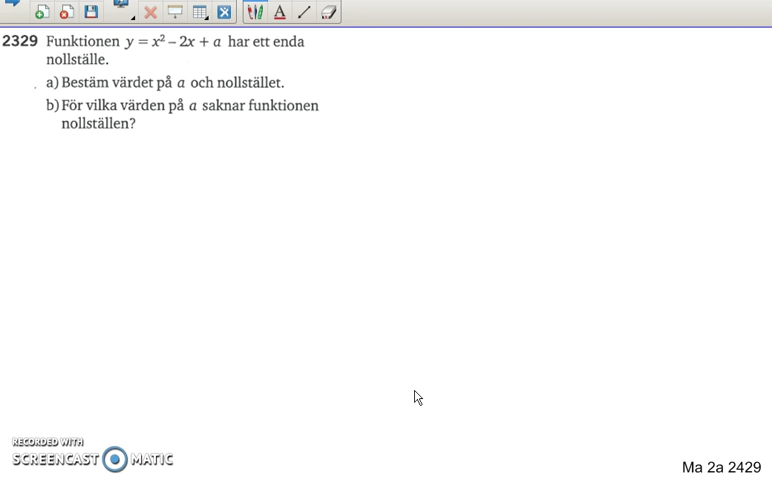 2329 Funktionen y = x² – 2x + a har ett enda
nollställe.
a) Bestäm värdet på a och nollstället.
b) För vilka värden på a saknar funktionen
nollställen?
RECORDED WITH
SCREENCAST MATIC
Ma 2a 2429